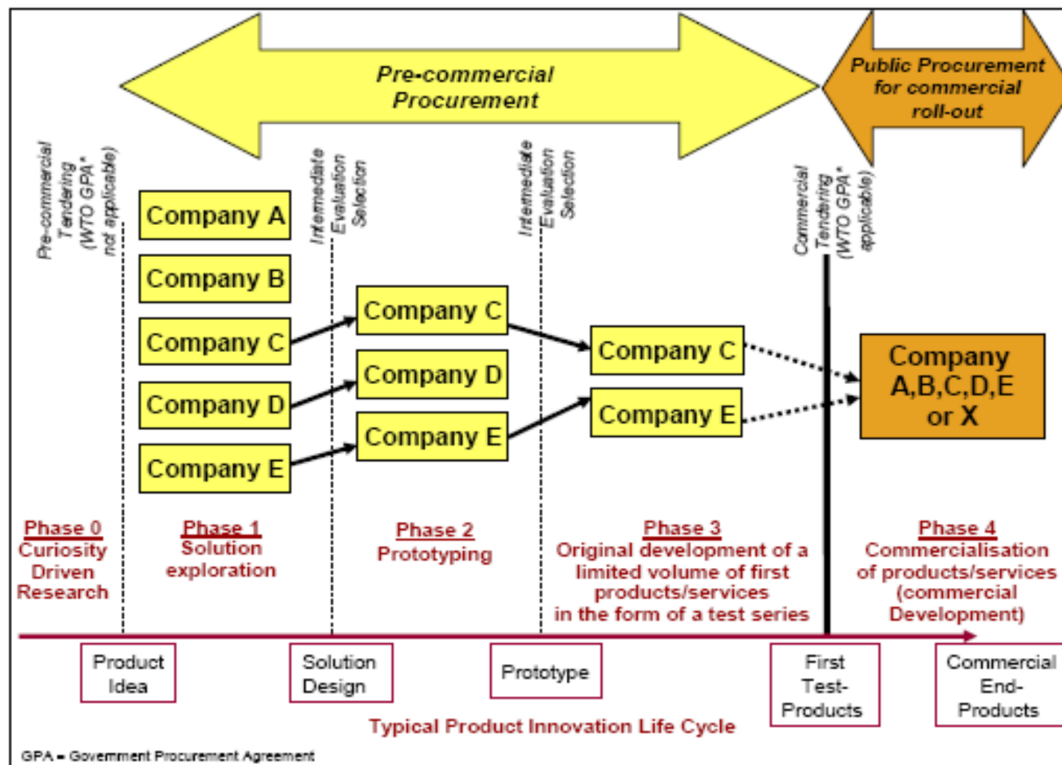 Pre-commercial
Procurement
Public Procurement
for commercial
roll-out
Pre-commercial
Tendering
(WTO GPA*
not applicable)
Intermediate
Evaluation
Selection
Intermediate
Evaluation
Selection
Commercial
Tendering
(WTO GPA*
applicable)
Company A
Company B
Company C
Company D
Company E
Company C
Company D
Company E
Company C
Company E
Company
A,B,C,D,E
or X
Phase 0
Curiosity
Driven
Research
Phase 1
Solution
exploration
Phase 2
Prototyping
Phase 3
Original development of a
limited volume of first
products/services
in the form of a test series
Phase 4
Commercialisation
of products/services
(commercial
Development)
Product
Idea
Solution
Design
Prototype
First
Test-
Products
Commercial
End-
Products
Typical Product Innovation Life Cycle
GPA = Government Procurement Agreement